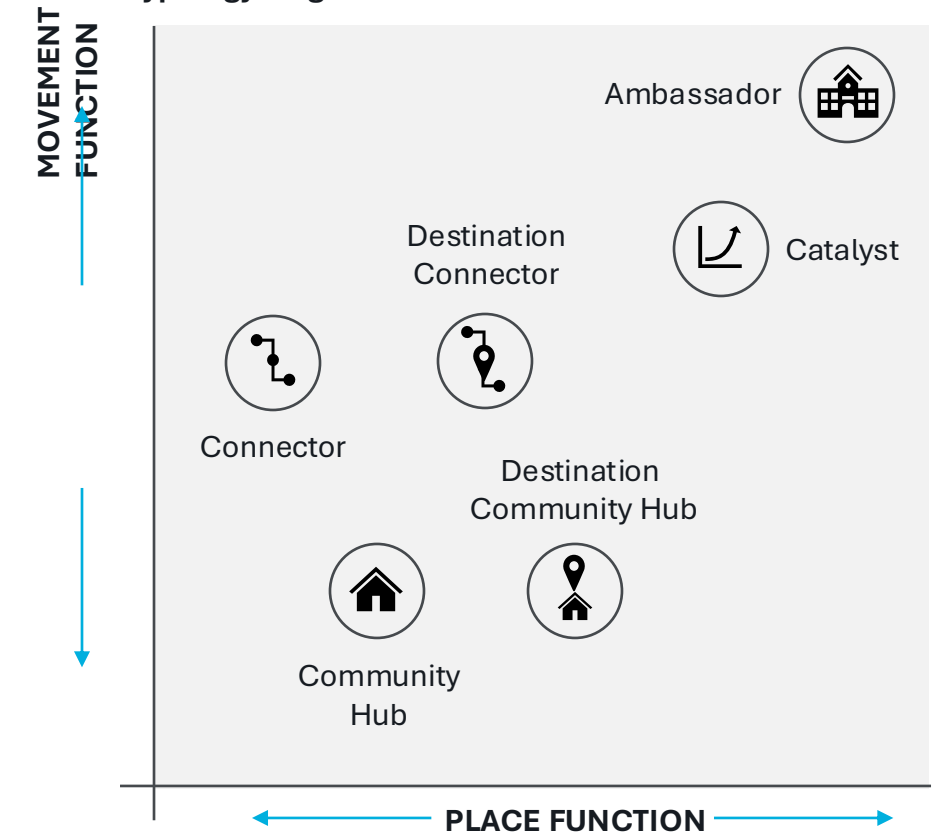 MOVEMENT
FUNCTION
Ambassador
Catalyst
Destination
Connector
Connector
Destination
Community Hub
Community
Hub
PLACE FUNCTION